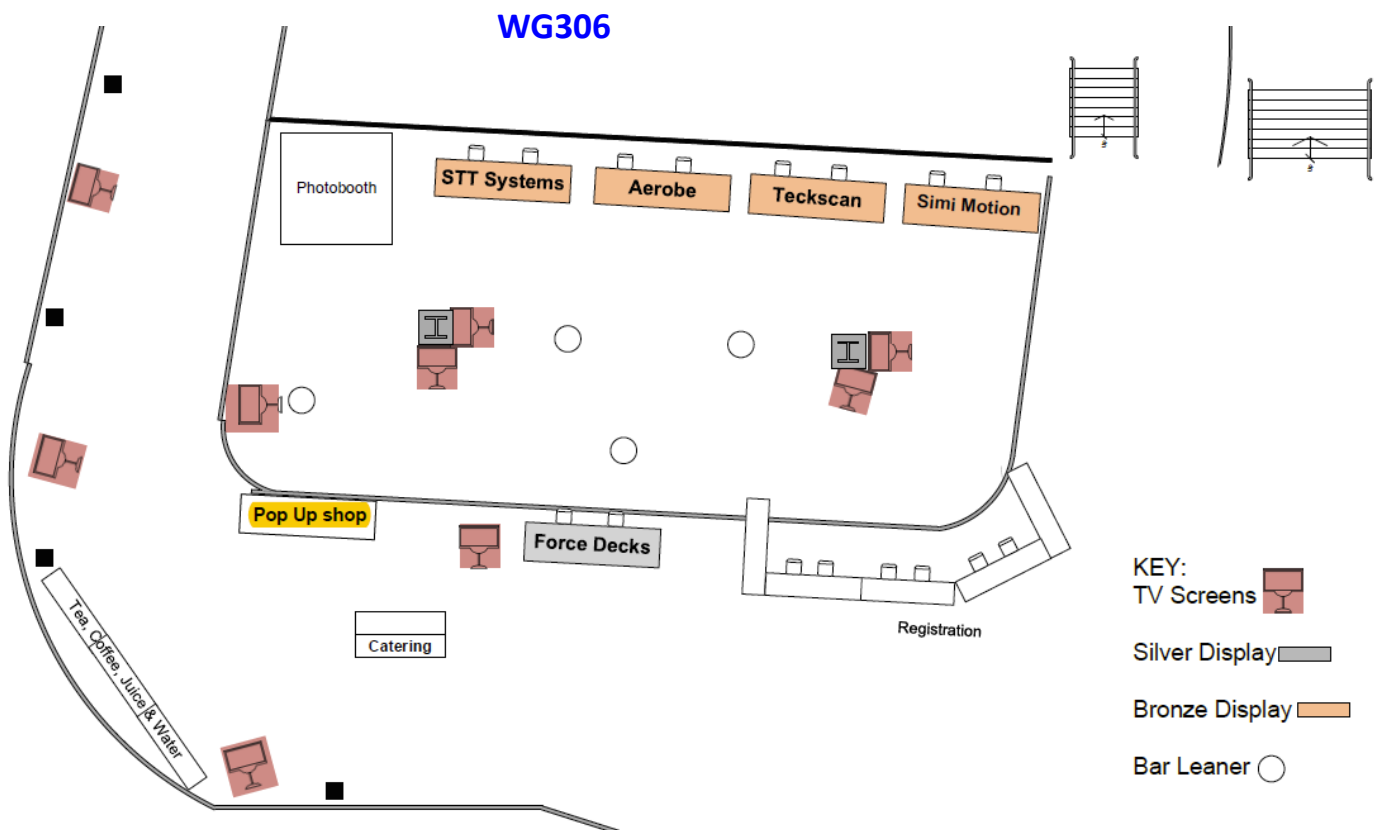 WG306
Photobooth
STT Systems
Aerobe
Teckscan
Simi Motion
Pop Up shop
Force Decks
Catering
Registration
Tea, Coffee, Juice & Water
KEY:
TV Screens
Silver Display
Bronze Display
Bar Leaner